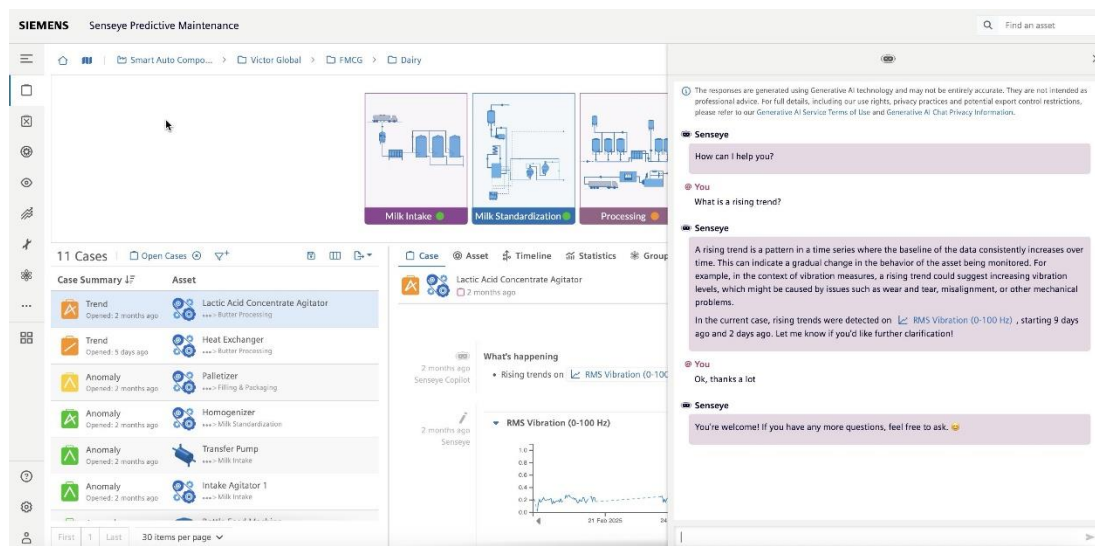 SIEMENS Senseye Predictive Maintenance
Find an asset
Smart Auto Compo... > Victor Global > FMCG > Dairy
Milk Intake
Milk Standardization
Processing
11 Cases
Open Cases
Case Summary
Asset
Trend
Opened: 2 months ago
Lactic Acid Concentrate Agitator
...> Butter Processing
Trend
Opened: 5 days ago
Heat Exchanger
...> Butter Processing
Anomaly
Opened: 2 months ago
Palletizer
...> Filling & Packaging
Anomaly
Opened: 2 months ago
Homogenizer
...> Milk Standardization
Anomaly
Opened: 2 months ago
Transfer Pump
...> Milk Intake
Anomaly
Opened: 2 months ago
Intake Agitator 1
...> Milk Intake
First 1 Last 30 items per page
Case Asset Timeline Statistics Group
Lactic Acid Concentrate Agitator
2 months ago
2 months ago
Senseye Copilot
What's happening
• Rising trends on RMS Vibration (0-100
2 months ago
Senseye
RMS Vibration (0-100 Hz)
1.0
0.8
0.6
0.4
0.2
0.0
21 Feb 2025
24
The responses are generated using Generative AI technology and may not be entirely accurate. They are not intended as
professional advice. For full details, including our use rights, privacy practices and potential export control restrictions,
please refer to our Generative AI Service Terms of Use and Generative AI Chat Privacy Information.
Senseye
How can I help you?
You
What is a rising trend?
Senseye
A rising trend is a pattern in a time series where the baseline of the data consistently increases over
time. This can indicate a gradual change in the behavior of the asset being monitored. For
example, in the context of vibration measures, a rising trend could suggest increasing vibration
levels, which might be caused by issues such as wear and tear, misalignment, or other mechanical
problems.
In the current case, rising trends were detected on RMS Vibration (0-100 Hz) , starting 9 days
ago and 2 days ago. Let me know if you'd like further clarification!
You
Ok, thanks a lot
Senseye
You're welcome! If you have any more questions, feel free to ask. 😊